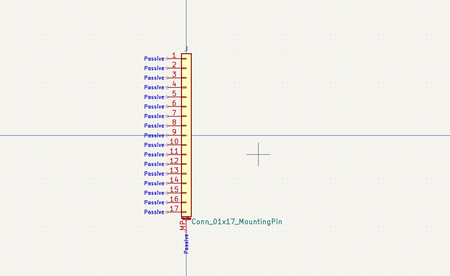 J
Passive 1
Passive 2
Passive 3
Passive 4
Passive 5
Passive 6
Passive 7
Passive 8
Passive 9
Passive 10
Passive 11
Passive 12
Passive 13
Passive 14
Passive 15
Passive 16
Passive 17
MP
Conn_01x17_MountingPin
Passive